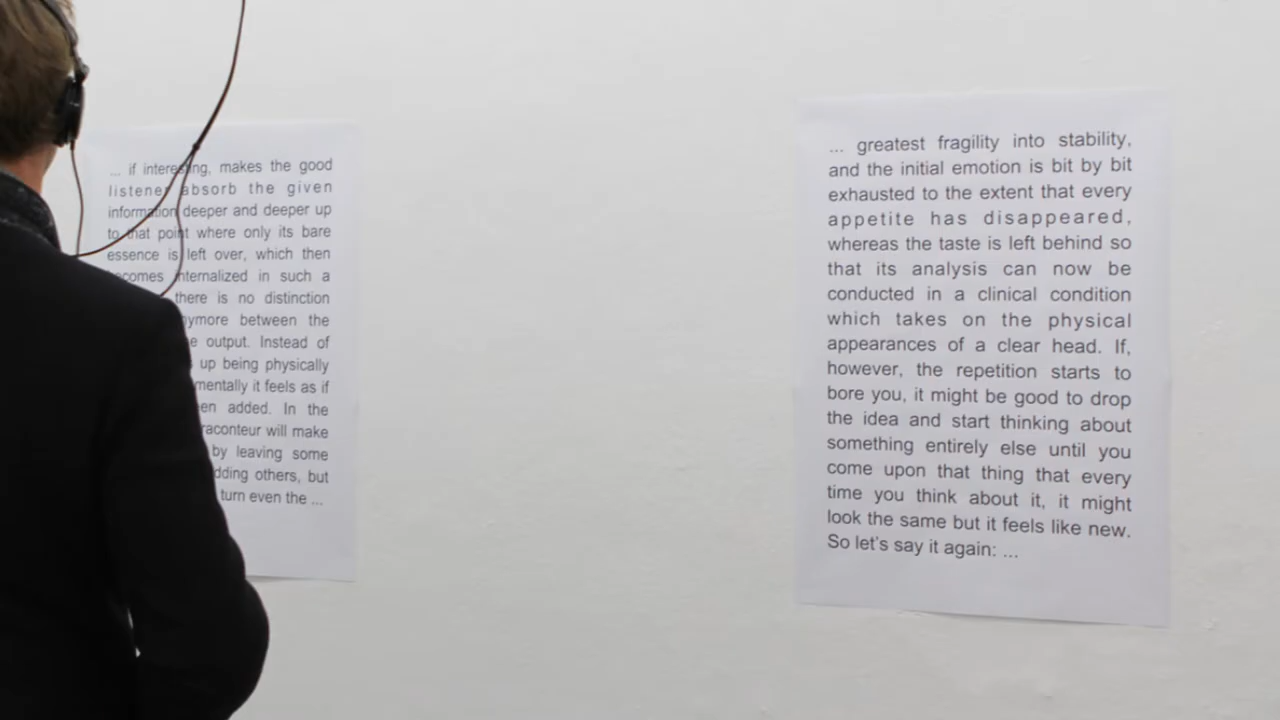 ... if interesting, makes the good
listener absorb the given
information deeper and deeper up
to that point where only its bare
essence is left over, which then
becomes internalized in such a
there is no distinction
anymore between the
output. Instead of
up being physically
mentally it feels as if
added. In the
raconteur will make
by leaving some
adding others, but
turn even the ...
... greatest fragility into stability,
and the initial emotion is bit by bit
exhausted to the extent that every
appetite has disappeared,
whereas the taste is left behind so
that its analysis can now be
conducted in a clinical condition
which takes on the physical
appearances of a clear head. If,
however, the repetition starts to
bore you, it might be good to drop
the idea and start thinking about
something entirely else until you
come upon that thing that every
time you think about it, it might
look the same but it feels like new.
So let's say it again: ...